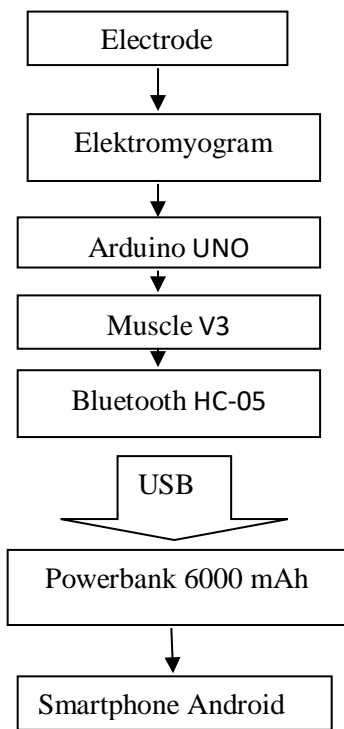 Electrode
Elektromyogram
Arduino UNO
Muscle V3
Bluetooth HC-05
USB
Powerbank 6000 mAh
Smartphone Android